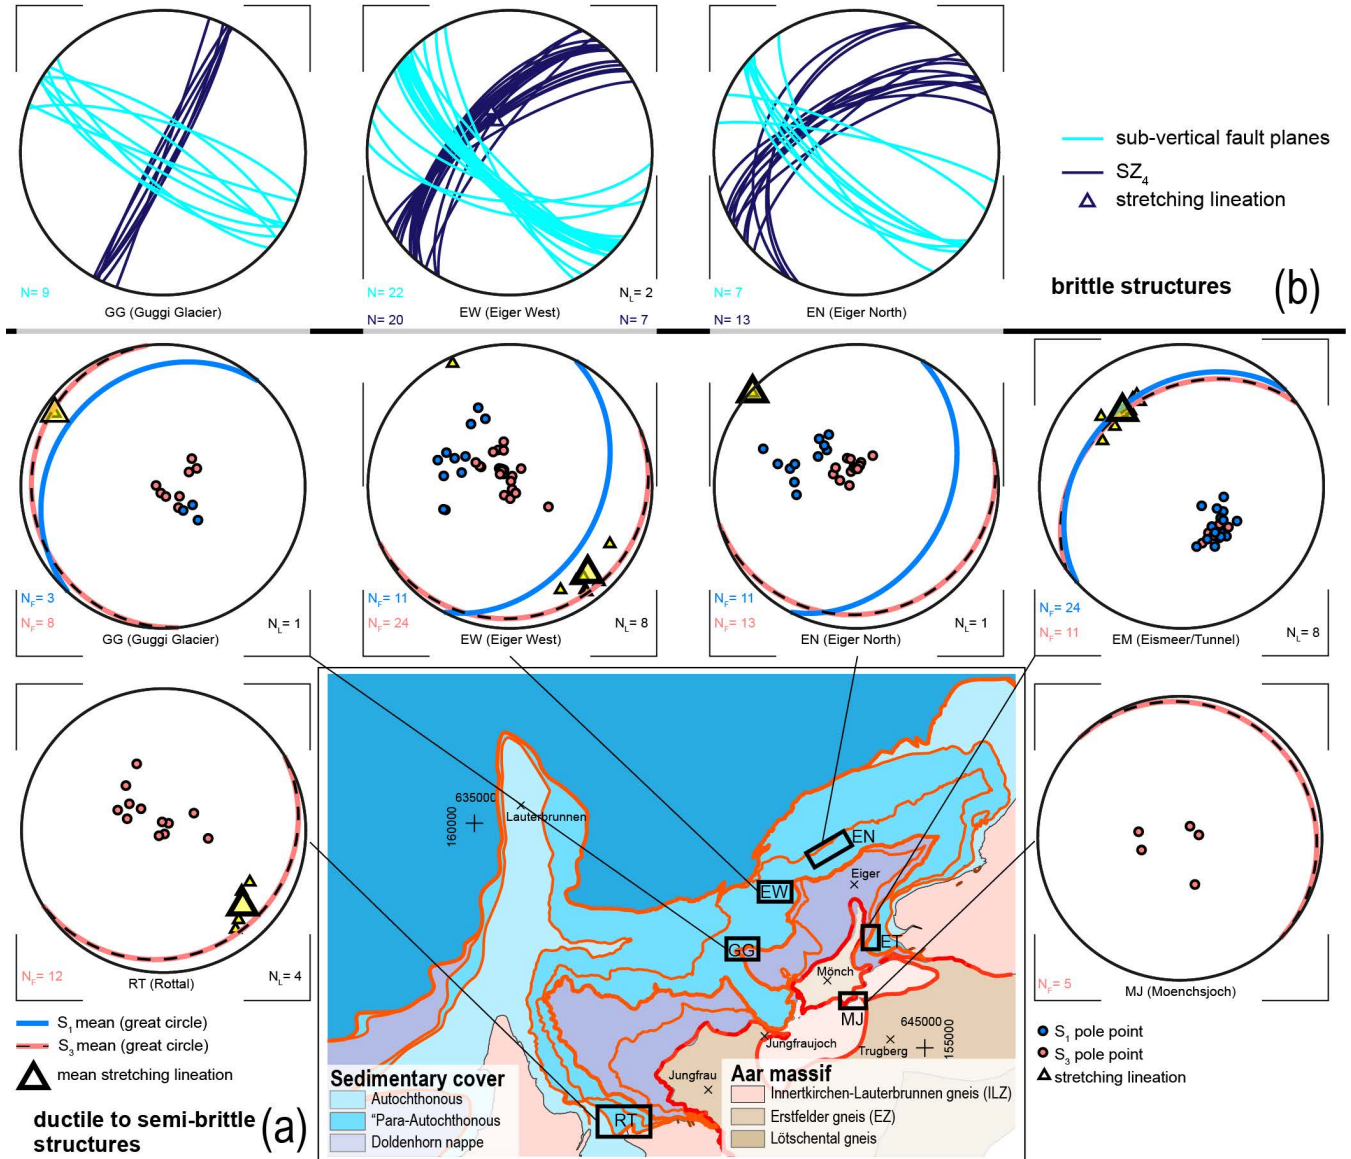 sub-vertical fault planes
SZ4
stretching lineation
brittle structures
(b)
N= 9
GG (Guggi Glacier)
N= 22
N= 20
EW (Eiger West)
NL= 2
N= 7
N= 7
N= 13
EN (Eiger North)
NF= 3
NF= 8
GG (Guggi Glacier)
NL= 1
NF= 11
NF= 24
EW (Eiger West)
NL= 8
NF= 11
NF= 13
EN (Eiger North)
NL= 1
NF= 24
NF= 11
EM (Eismeer/Tunnel)
NL= 8
NF= 12
RT (Rottal)
NL= 4
NF= 5
MJ (Moenchsjoch)
635000
160000
Lauterbrunnen
EN
Eiger
EW
GG
ET
Mönch
MJ
645000
155000
Jungfraujoch
Trugberg
Jungfrau
RT
Sedimentary cover
Autochthonous
"Para-Autochthonous
Doldenhorn nappe
Aar massif
Innertkirchen-Lauterbrunnen gneis (ILZ)
Erstfelder gneis (EZ)
Lötschental gneis
S1 mean (great circle)
S3 mean (great circle)
mean stretching lineation
ductile to semi-brittle
structures
(a)
S1 pole point
S3 pole point
stretching lineation